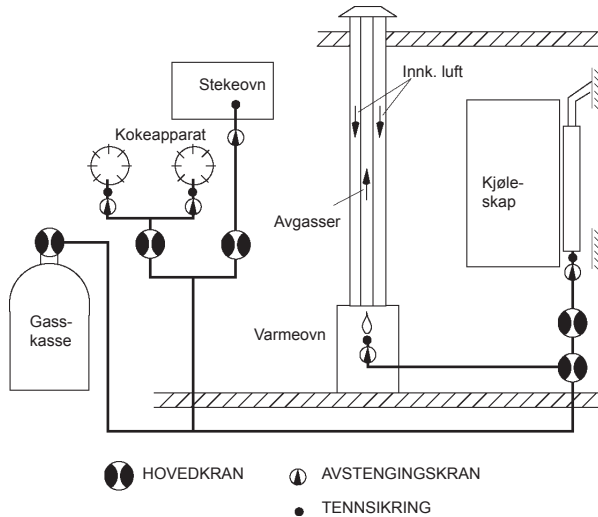 Innk. luft
Stekeovn
Kokeapparat
Kjøle-
skap
Avgasser
Gass-
kasse
Varmeovn
HOVEDKRAN
AVSTENGINGSKRAN
TENNSIKRING